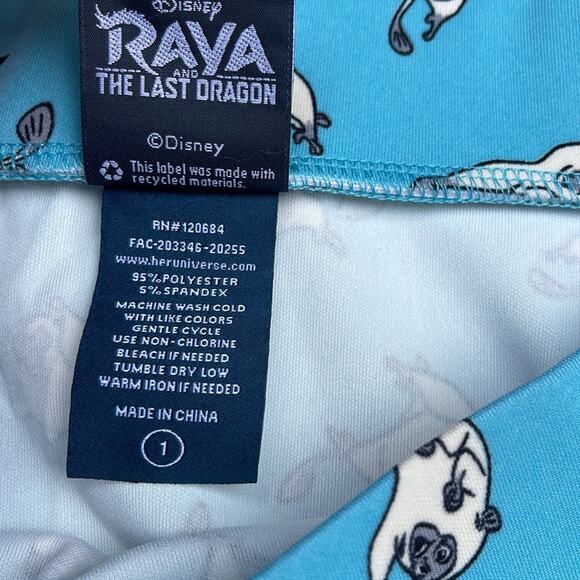 Disney
RAYA
AND
THE LAST DRAGON
©Disney
This label was made with
recycled materials.
RN#120684
FAC-203346-20255
www.heruniverse.com
95%POLYESTER
5%SPANDEX
MACHINE WASH COLD
WITH LIKE COLORS
GENTLE CYCLE
USE NON-CHLORINE
BLEACH IF NEEDED
TUMBLE DRY LOW
WARM IRON IF NEEDED
MADE IN CHINA
1